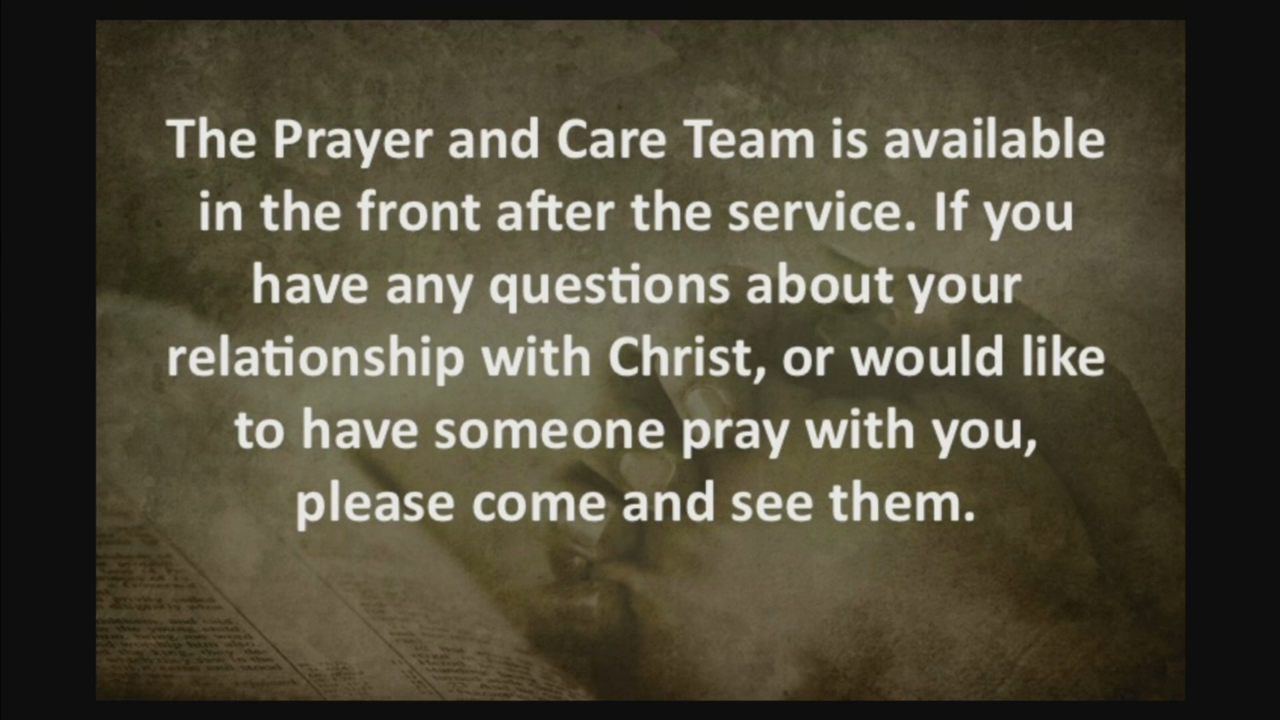 The Prayer and Care Team is available
in the front after the service. If you
have any questions about your
relationship with Christ, or would like
to have someone pray with you,
please come and see them.